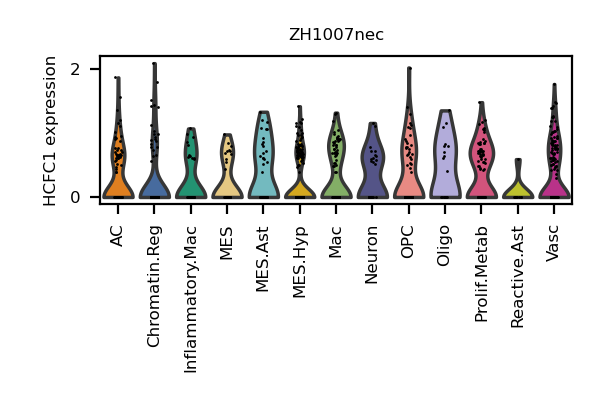 ZH1007nec
HCFC1 expression
2
0
AC
Chromatin.Reg
Inflammatory.Mac
MES
MES.Ast
MES.Hyp
Mac
Neuron
OPC
Oligo
Prolif.Metab
Reactive.Ast
Vasc